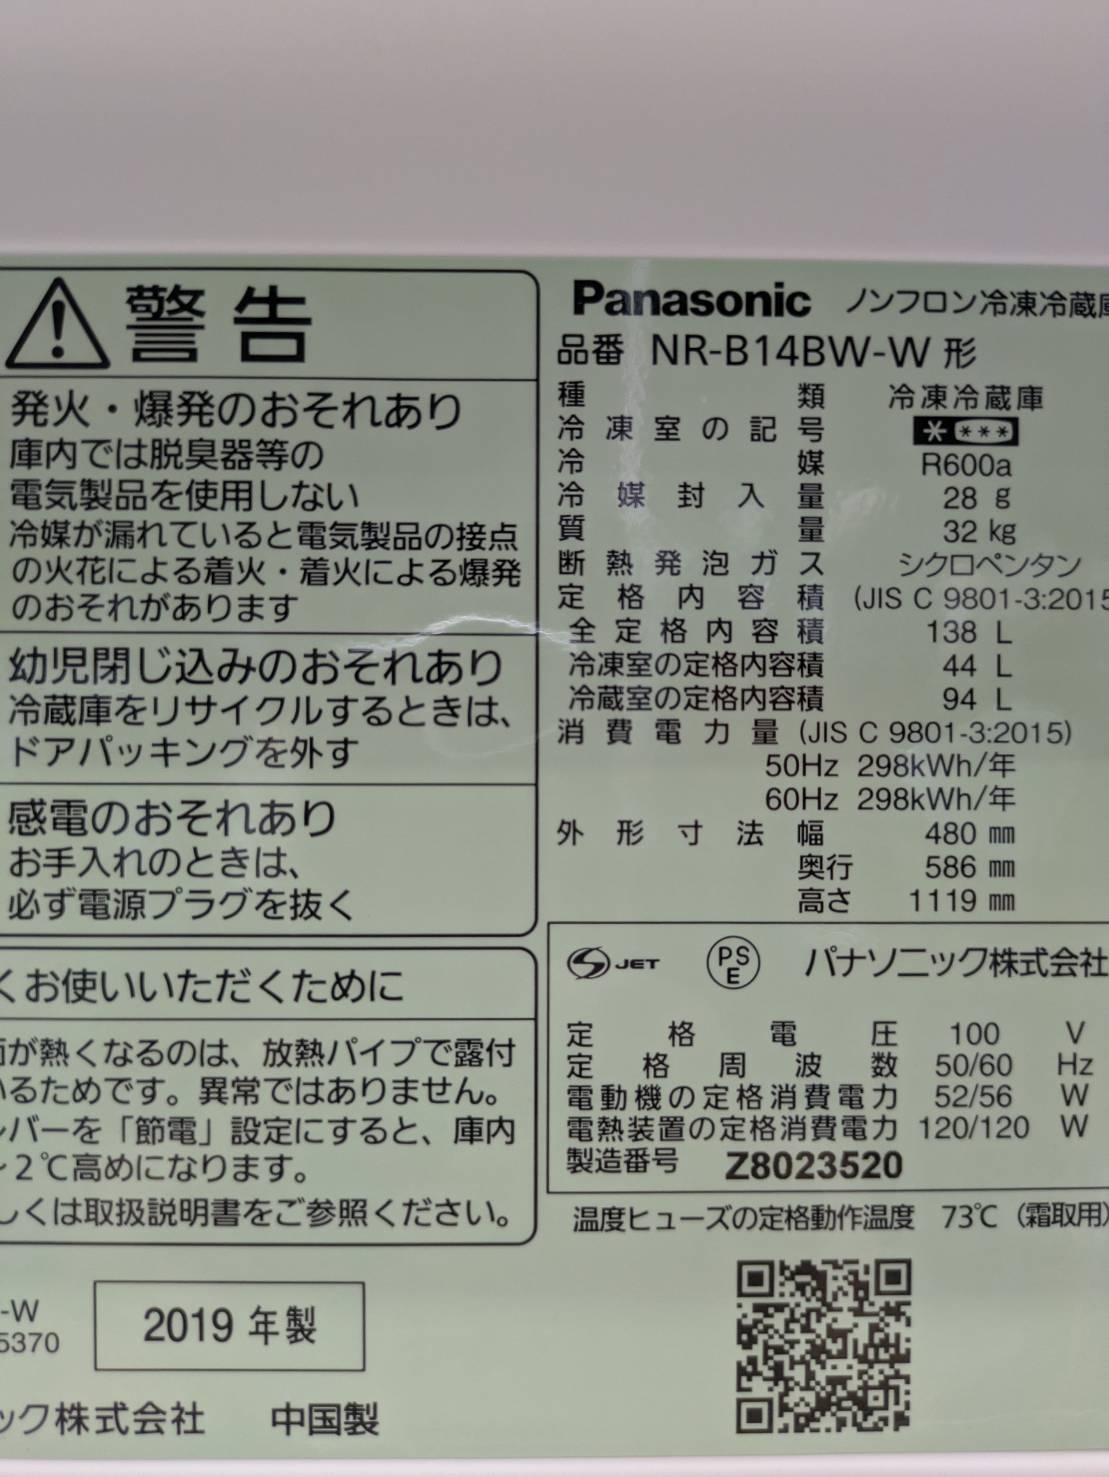 警告
発火・爆発のおそれあり
庫内では脱臭器等の
電気製品を使用しない
冷媒が漏れていると電気製品の接点
の火花による着火・着火による爆発
のおそれがあります
幼児閉じ込みのおそれあり
冷蔵庫をリサイクルするときは、
ドアパッキングを外す
感電のおそれあり
お手入れのときは、
必ず電源プラグを抜く
くお使いいただくために
が熱くなるのは、放熱パイプで露付
いるためです。異常ではありません。
バーを「節電」設定にすると、庫内
2℃高めになります。
しくは取扱説明書をご参照ください。
-W
5370
2019 年製
ック株式会社 中国製
Panasonic ノンフロン冷凍冷蔵庫
品番 NR-B14BW-W 形
種類 冷凍冷蔵庫
冷凍室の記号 * ***
冷媒 R600a
冷媒封入量 28 g
質量 32 kg
断熱発泡ガス シクロペンタン
定格内容積 (JIS C 9801-3:2015
全定格内容積 138 L
冷凍室の定格内容積 44 L
冷蔵室の定格内容積 94 L
消費電力量 (JIS C 9801-3:2015)
50Hz 298kWh/年
60Hz 298kWh/年
外形寸法 幅 480 mm
奥行 586 mm
高さ 1119 mm
S JET PSE パナソニック株式会社
定格電圧 100 V
定格周波数 50/60 Hz
電動機の定格消費電力 52/56 W
電熱装置の定格消費電力 120/120 W
製造番号 Z8023520
温度ヒューズの定格動作温度 73℃ (霜取用)